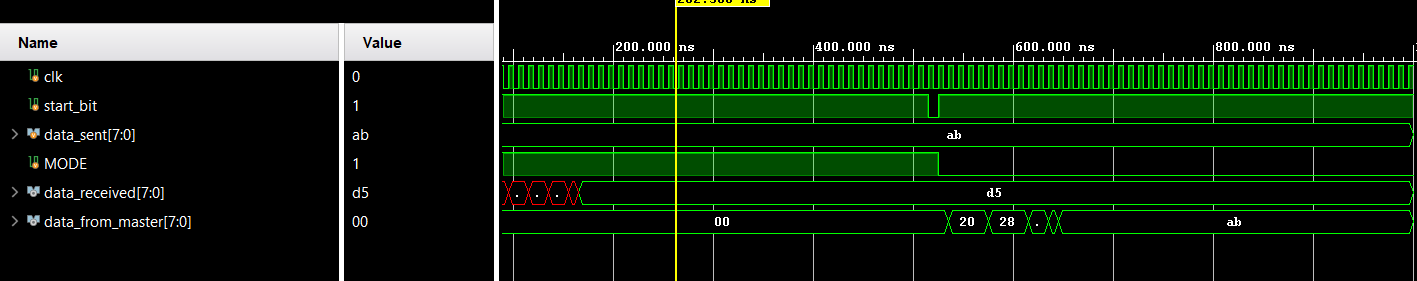 Name Value
200.000 ns 400.000 ns 600.000 ns 800.000 ns
clk 0
start_bit 1
data_sent[7:0] ab ab
MODE 1
data_received[7:0] d5 . . . . d5
data_from_master[7:0] 00 00 20 28 . ab